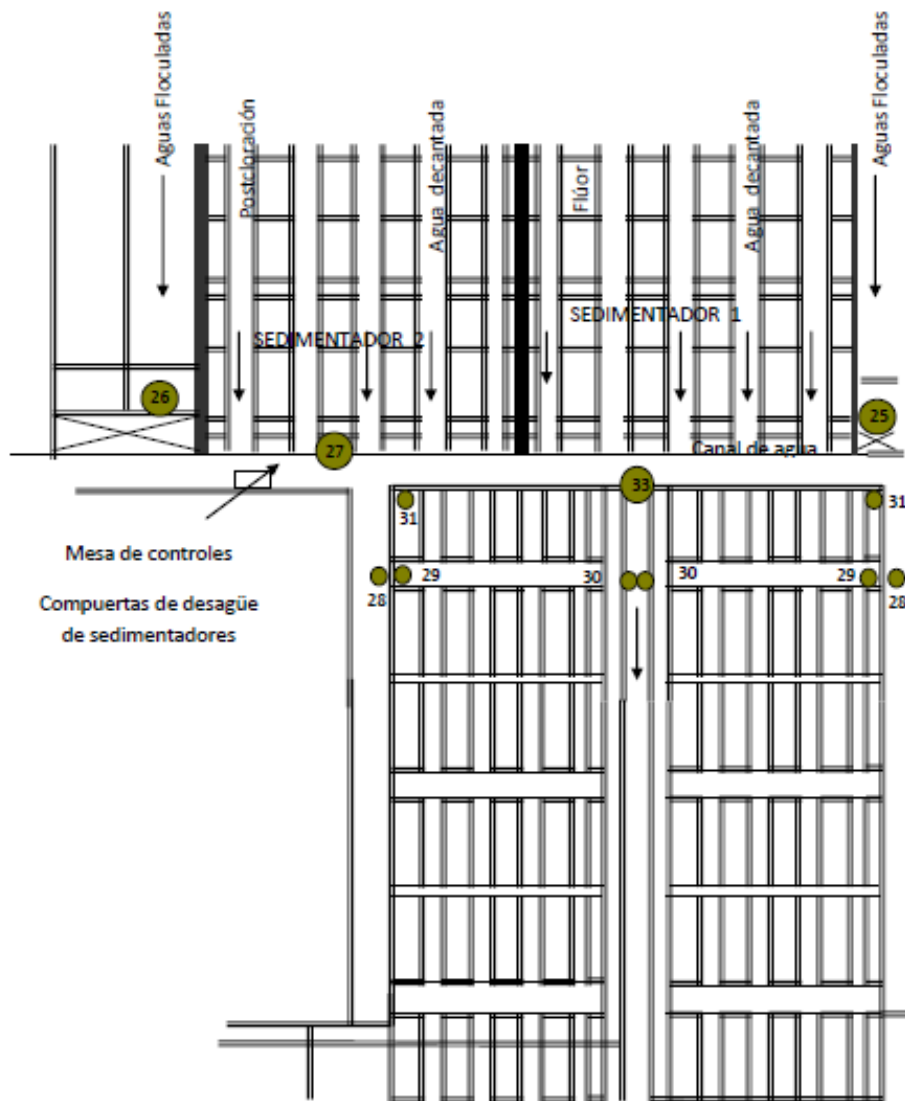 Aguas Floculadas
Postcloración
Agua decantada
Flúor
Agua decantada
Aguas Floculadas
SEDIMENTADOR 2
SEDIMENTADOR 1
26
25
27
Canal de agua
33
31
31
Mesa de controles
29
30
30
29
28
28
Compuertas de desagüe
de sedimentadores